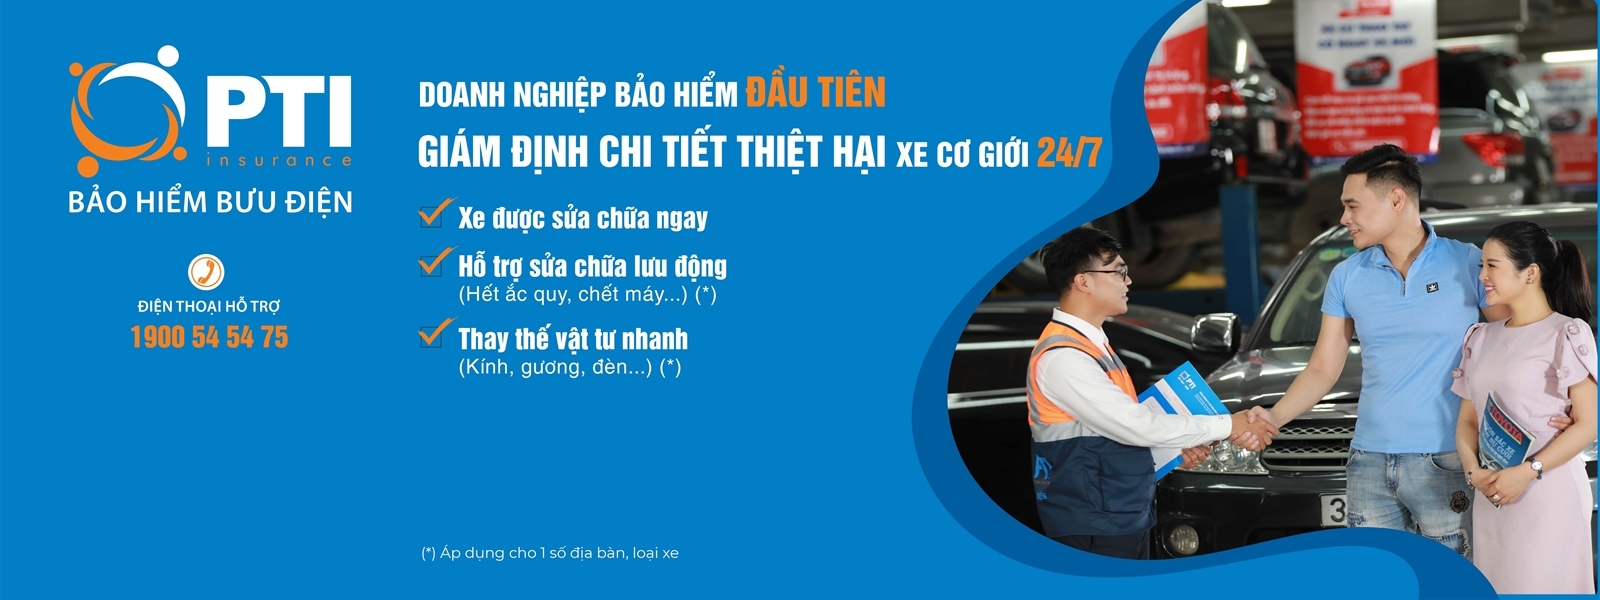 PTI
insurance
BẢO HIỂM BƯU ĐIỆN
ĐIỆN THOẠI HỖ TRỢ
1900 54 54 75
DOANH NGHIỆP BẢO HIỂM ĐẦU TIÊN
GIÁM ĐỊNH CHI TIẾT THIỆT HẠI XE CƠ GIỚI 24/7
Xe được sửa chữa ngay
Hỗ trợ sửa chữa lưu động
(Hết ắc quy, chết máy...) (*)
Thay thế vật tư nhanh
(Kính, gương, đèn...) (*)
(*) Áp dụng cho 1 số địa bàn, loại xe
PTI
TOYOTA
3